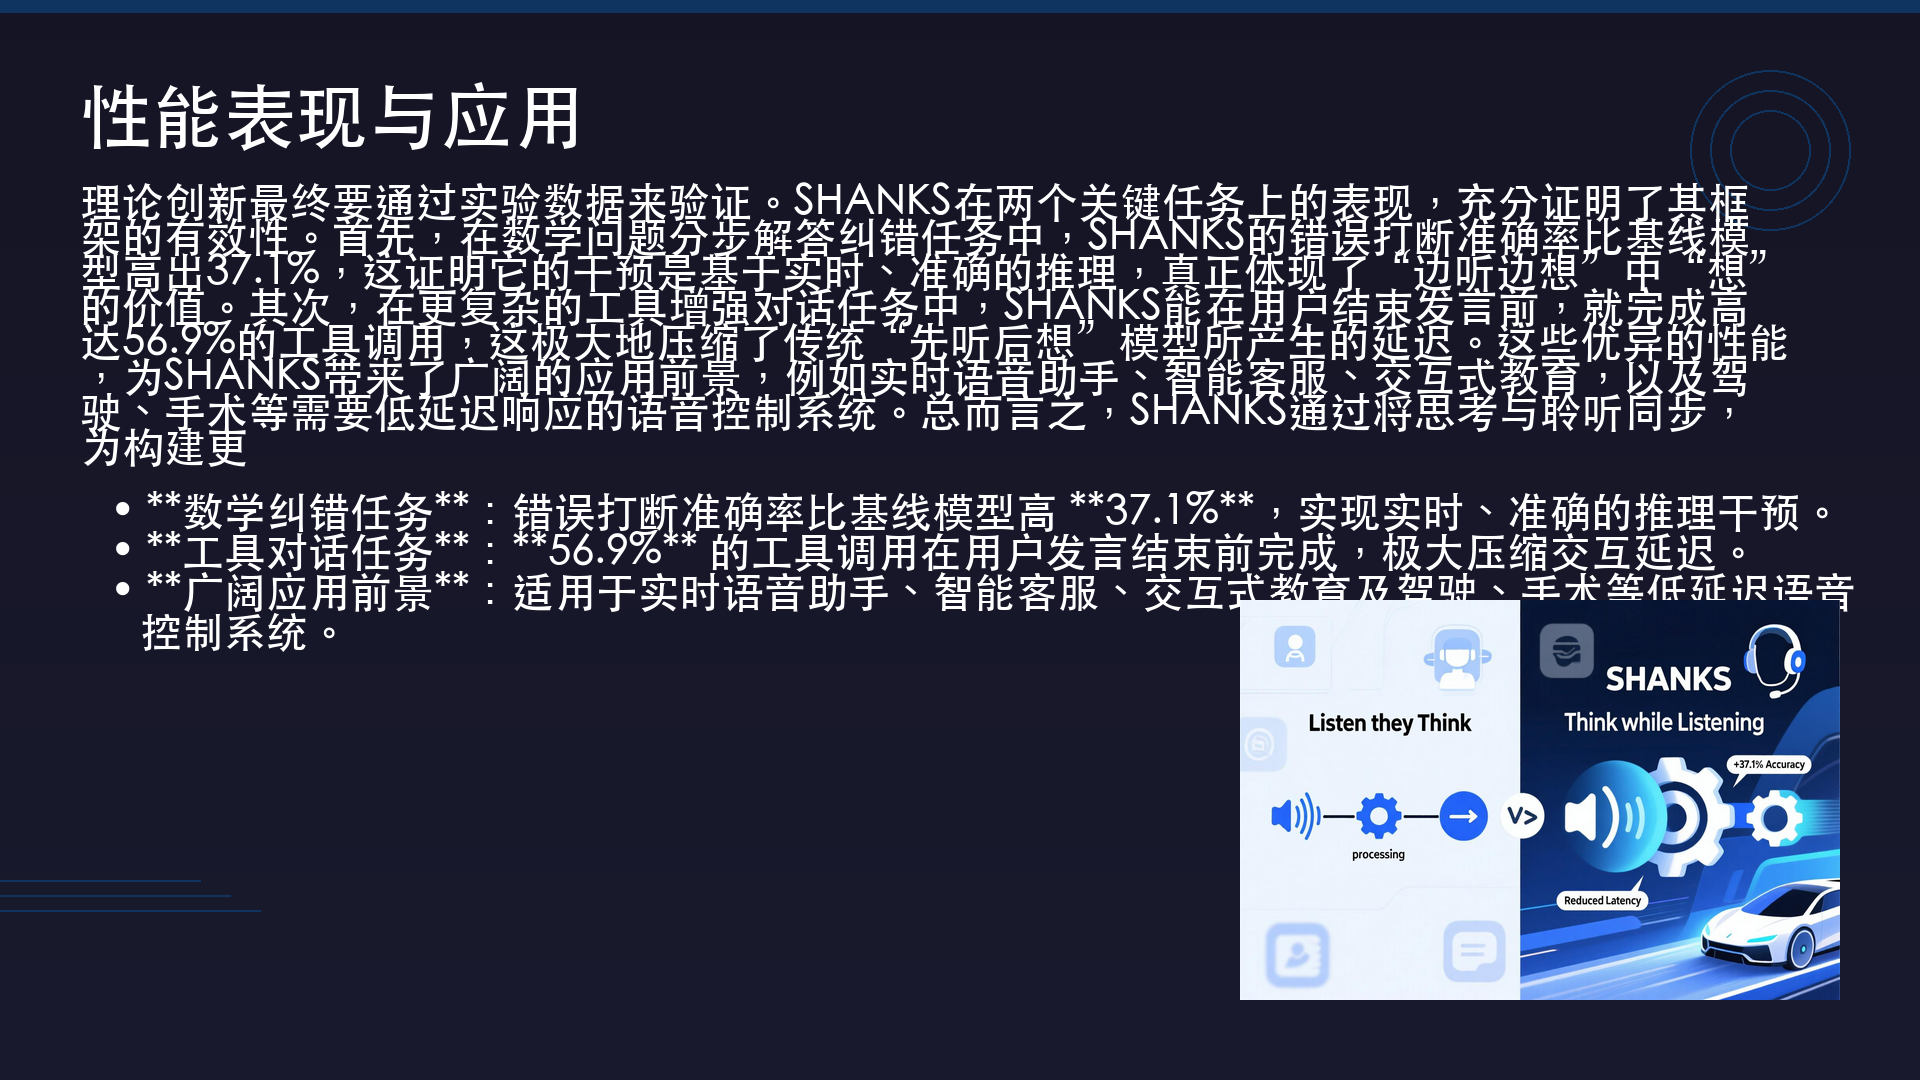 性能表现与应用
理论创新最终要通过实验数据来验证。SHANKS在两个关键任务上的表现，充分证明了其框
架的有效性。首先，在数学问题分步解答纠错任务中，SHANKS的错误打断准确率比基线模
型高出37.1%，这证明它的干预是基于实时、准确的推理，真正体现了“边听边想”中“想”
的价值。其次，在更复杂的工具增强对话任务中，SHANKS能在用户结束发言前，就完成高
达56.9%的工具调用，这极大地压缩了传统“先听后想”模型所产生的延迟。这些优异的性能
，为SHANKS带来了广阔的应用前景，例如实时语音助手、智能客服、交互式教育，以及驾
驶、手术等需要低延迟响应的语音控制系统。总而言之，SHANKS通过将思考与聆听同步，
为构建更
• **数学纠错任务**：错误打断准确率比基线模型高 **37.1%**，实现实时、准确的推理干预。
• **工具对话任务**：**56.9%** 的工具调用在用户发言结束前完成，极大压缩交互延迟。
• **广阔应用前景**：适用于实时语音助手、智能客服、交互式教育及驾驶、手术等低延迟语音
控制系统。
Listen they Think
processing
V>
SHANKS
Think while Listening
+37.1% Accuracy
Reduced Latency